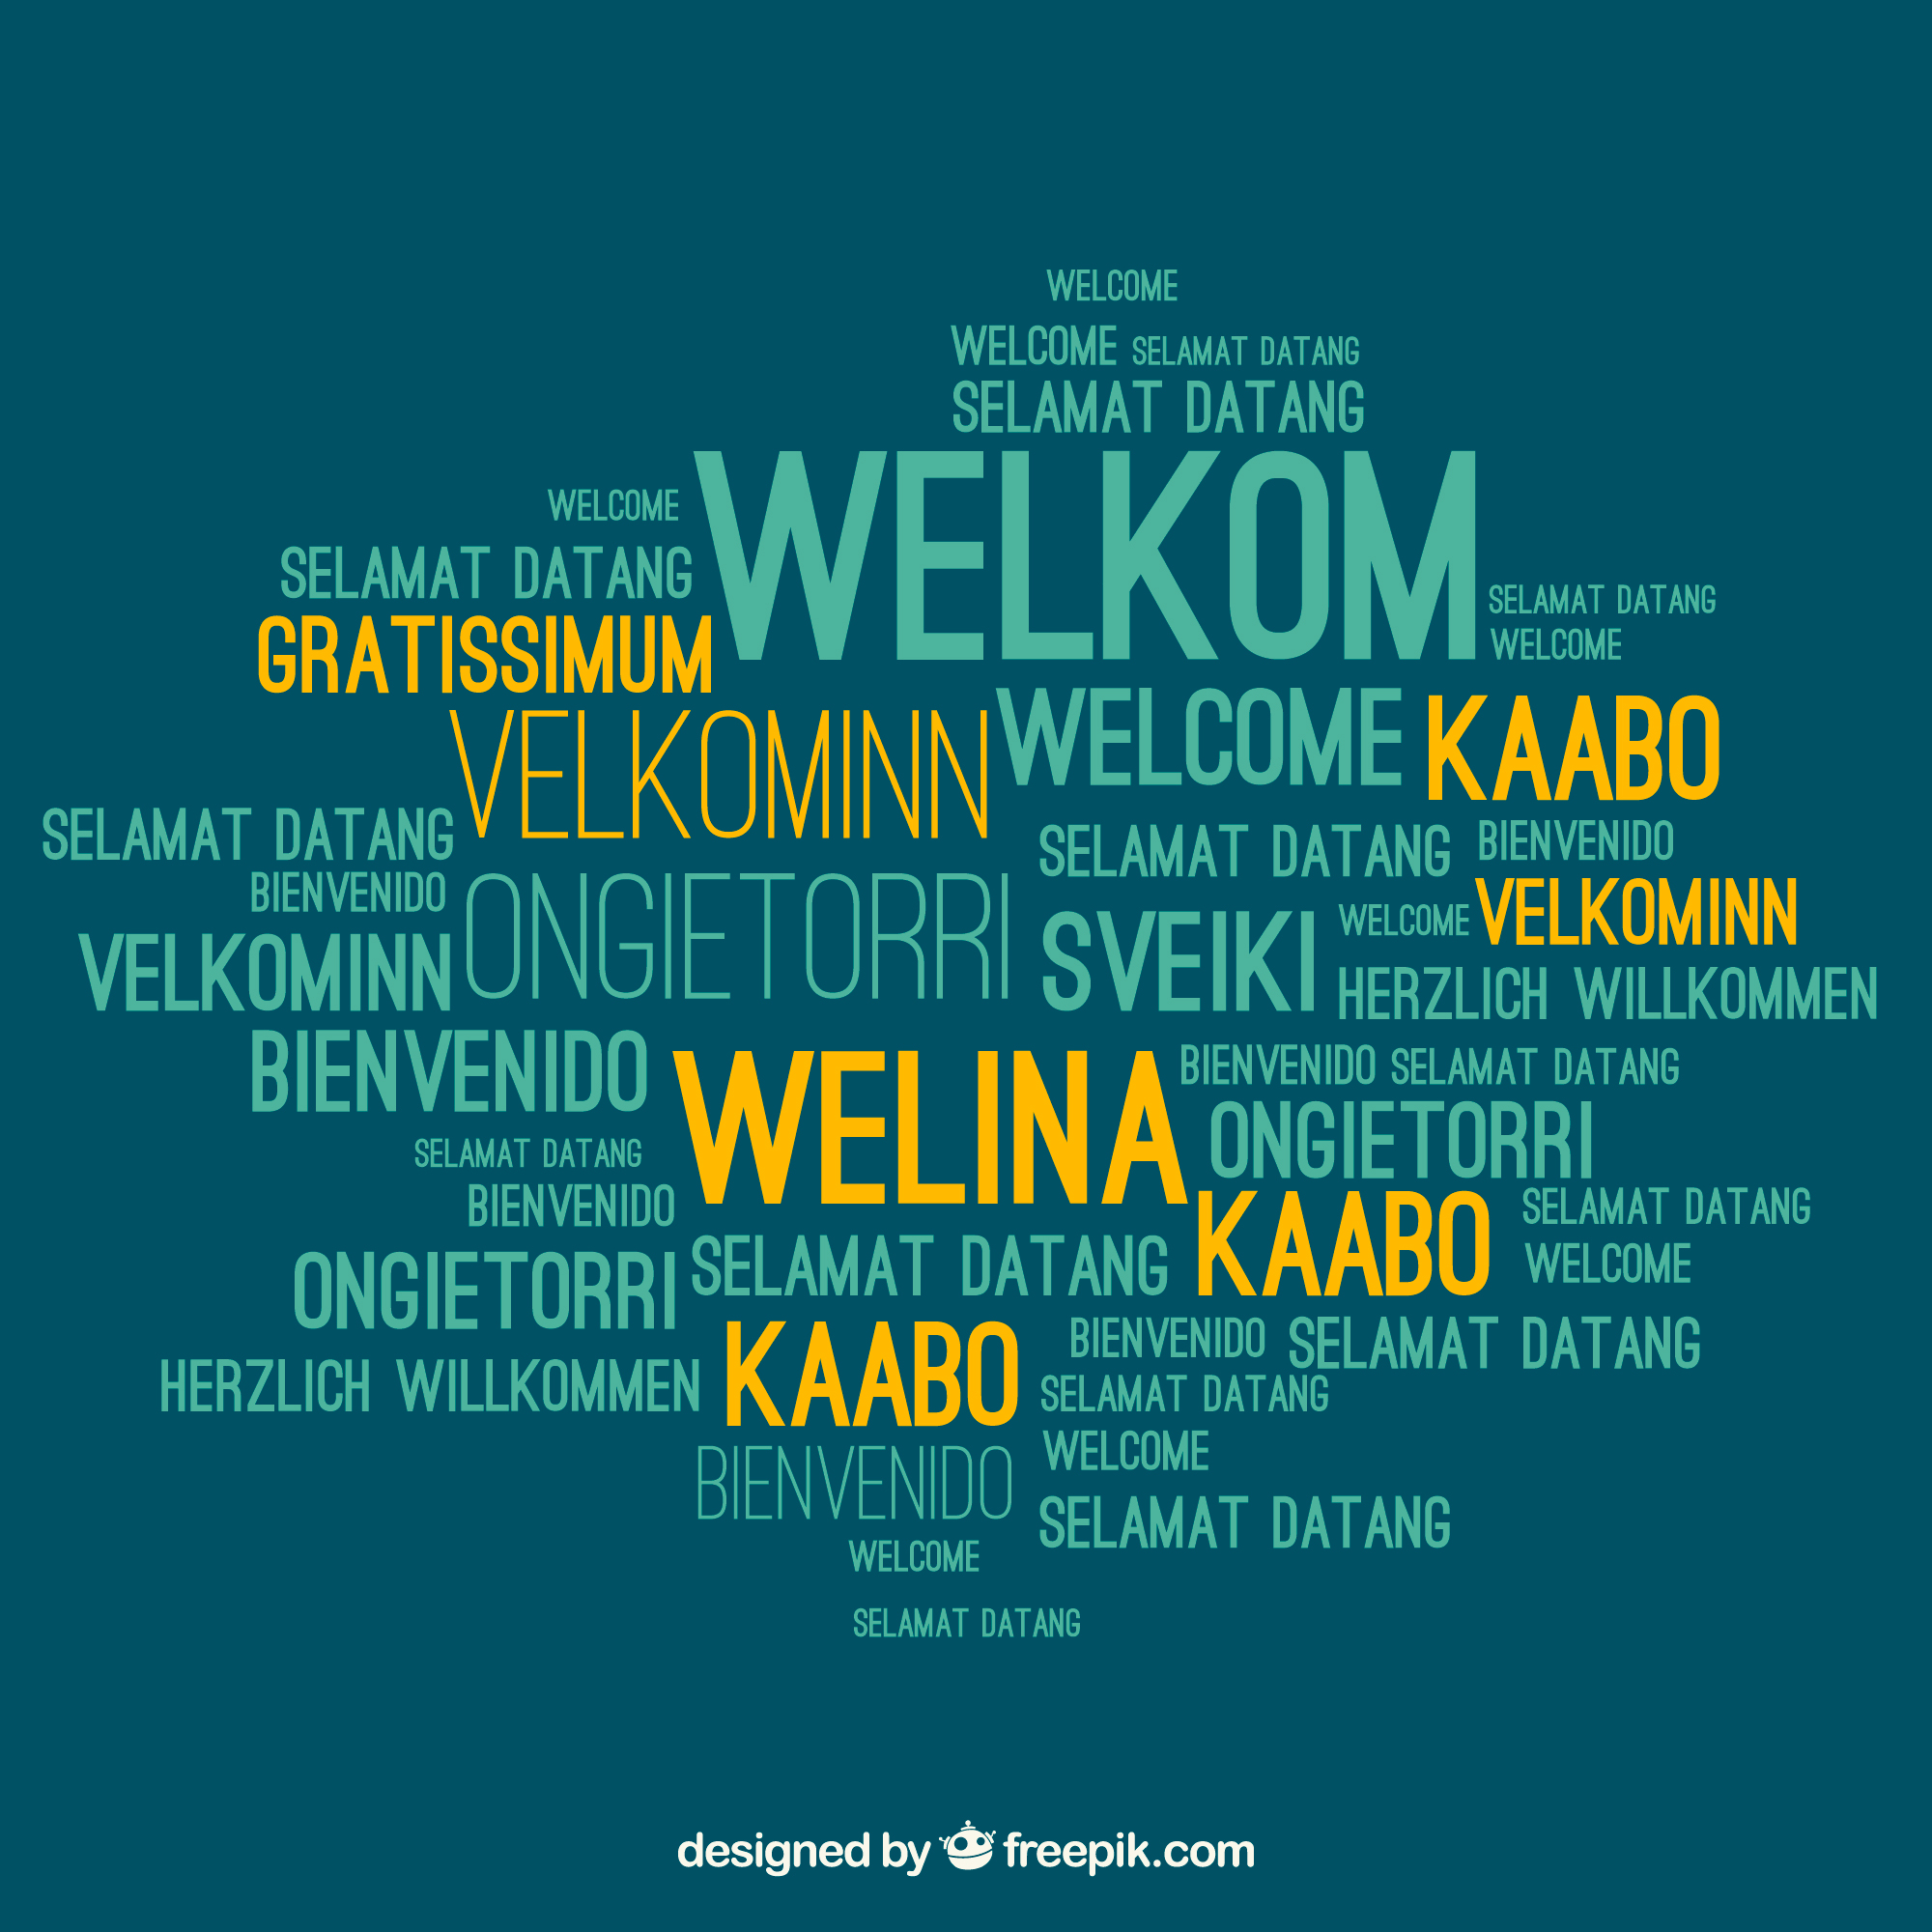 WELCOME
WELCOME SELAMAT DATANG
SELAMAT DATANG
WELKOM
WELCOME
SELAMAT DATANG
SELAMAT DATANG
GRATISSIMUM
WELCOME
VELKOMINN
WELCOME
KAABO
SELAMAT DATANG
SELAMAT DATANG
BIENVENIDO
BIENVENIDO
ONGIETORRI
SVEIKI
WELCOME
VELKOMINN
VELKOMINN
HERZLICH WILLKOMMEN
BIENVENIDO
WELINA
BIENVENIDO SELAMAT DATANG
ONGIETORRI
SELAMAT DATANG
BIENVENIDO
KAABO
SELAMAT DATANG
ONGIETORRI
SELAMAT DATANG
WELCOME
HERZLICH WILLKOMMEN
KAABO
BIENVENIDO SELAMAT DATANG
SELAMAT DATANG
BIENVENIDO
WELCOME
SELAMAT DATANG
WELCOME
SELAMAT DATANG
designed by freepik.com